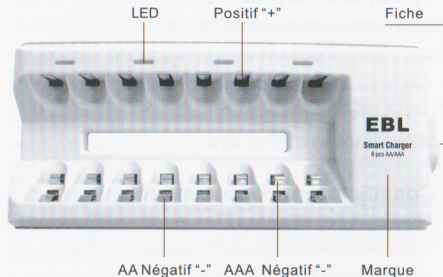 LED Positif "+" Fiche
EBL
Smart Charger
8 pcs AA/AAA
AA Négatif "-" AAA Négatif "-" Marque